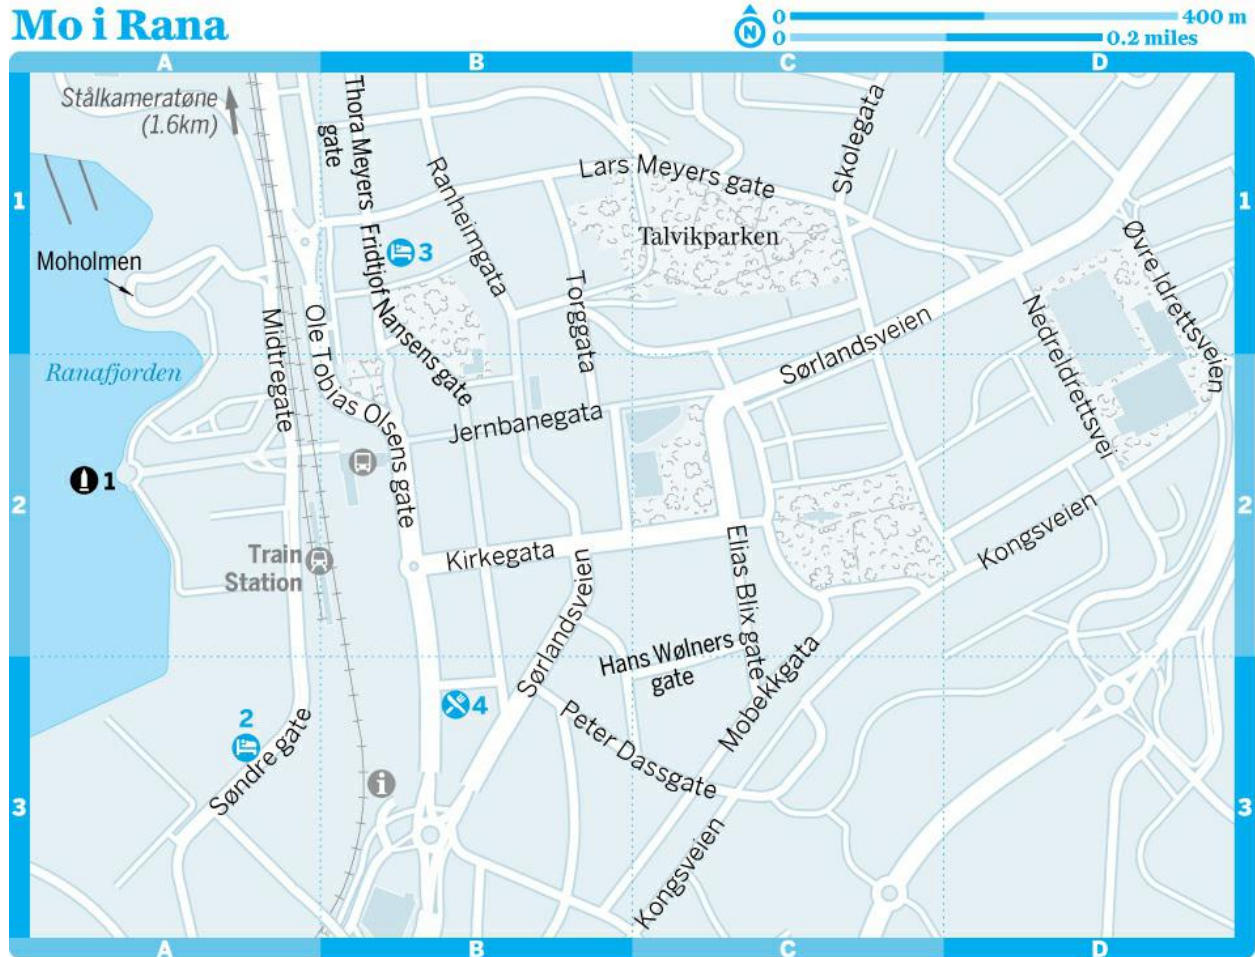 Mo i Rana
N
0 400 m
0 0.2 miles
A B C D
Stålkameratøne
(1.6km)
Thora Meyers
gate
Ranheimgata
Lars Meyers gate
Skolegata
1
1
Talvikparken
Øvre Idrettsveien
Moholmen
Fridtjof Nansens gate
3
Ole Tobias Olsens gate
Midtregate
Torggata
NedreIdrettsvei
Sørlandsveien
Ranafjorden
Jernbanegata
1
2
2
Train
Station
Kirkegata
Elias Blix gate
Kongsveien
Sørlandsveien
Hans Wølners
gate
Mobekkgata
4
2
Peter Dassgate
Søndre gate
i
3
3
Kongsveien
A B C D